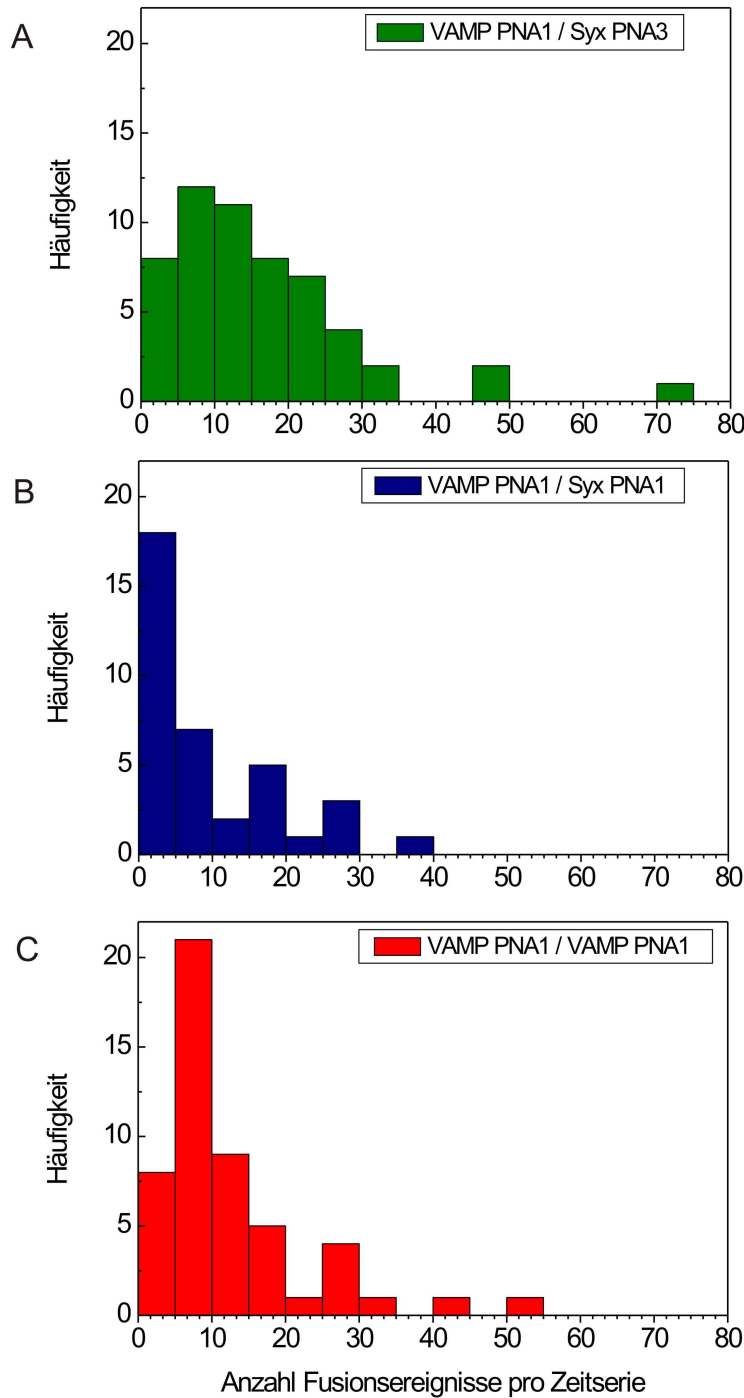 A
VAMP PNA1 / Syx PNA3
Häufigkeit
20
15
10
5
0
0 10 20 30 40 50 60 70 80
B
VAMP PNA1 / Syx PNA1
Häufigkeit
20
15
10
5
0
0 10 20 30 40 50 60 70 80
C
VAMP PNA1 / VAMP PNA1
Häufigkeit
20
15
10
5
0
0 10 20 30 40 50 60 70 80
Anzahl Fusionsereignisse pro Zeitserie